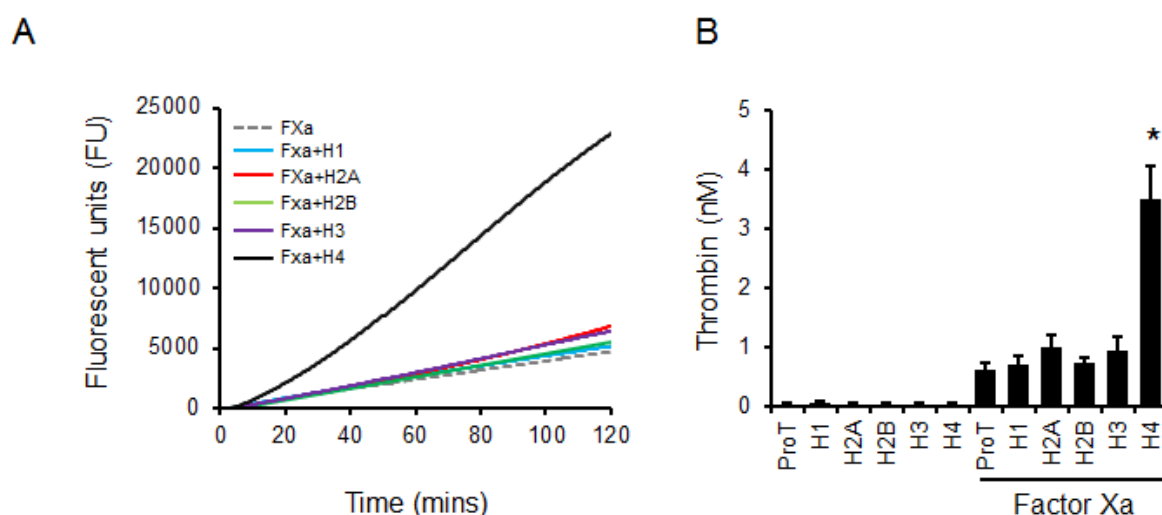 A
Fluorescent units (FU)
25000
20000
15000
10000
5000
0
FXa
Fxa+H1
FXa+H2A
Fxa+H2B
Fxa+H3
Fxa+H4
0 20 40 60 80 100 120
Time (mins)
B
Thrombin (nM)
5
4
3
2
1
0
*
ProT H1 H2A H2B H3 H4 ProT H1 H2A H2B H3 H4
Factor Xa